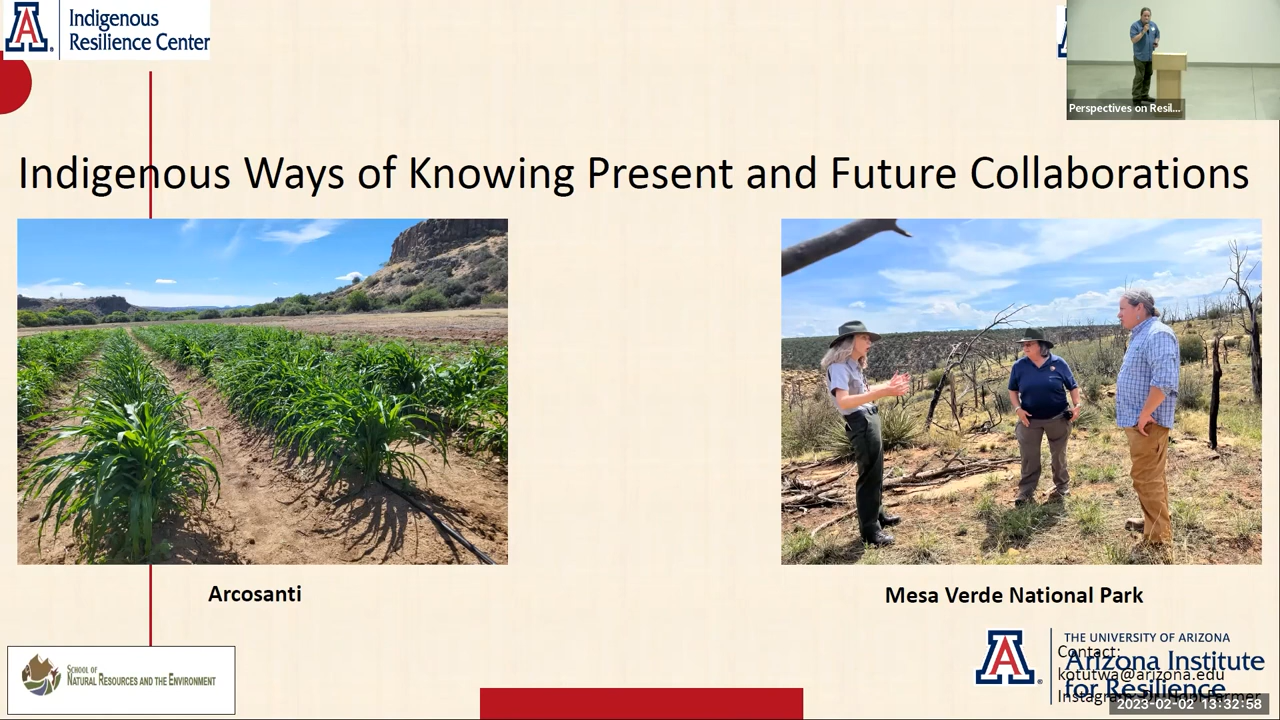 Indigenous
Resilience Center
Perspectives on Resil...
Indigenous Ways of Knowing Present and Future Collaborations
Arcosanti
Mesa Verde National Park
SCHOOL OF
NATURAL RESOURCES AND THE ENVIRONMENT
THE UNIVERSITY OF ARIZONA
Arizona Institute
for Resilience
Contact:
kotutwa@arizona.edu
2023-02-02 13:32:58